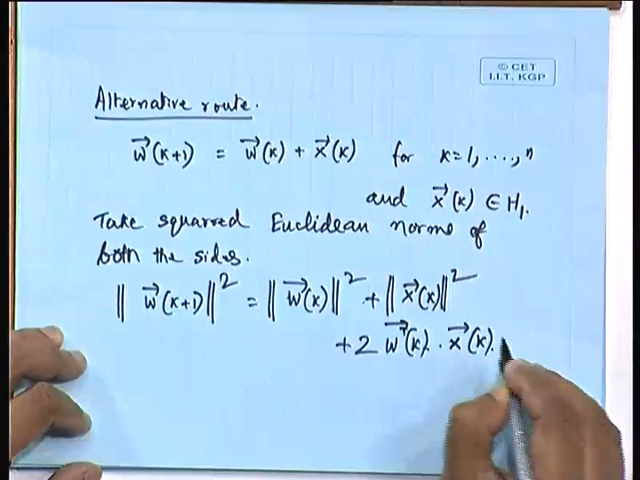 © CET
I.I.T. KGP
Alternative route.
w⃗(k+1) = w⃗(k) + x⃗(k) for k=1, ....., n
and x⃗(k) ∈ H₁.
Take squared Euclidean norms of
both the sides.
‖ w⃗(k+1) ‖² = ‖ w⃗(k) ‖² + ‖ x⃗(k) ‖²
+ 2 w⃗ᵀ(k) . x⃗(k).